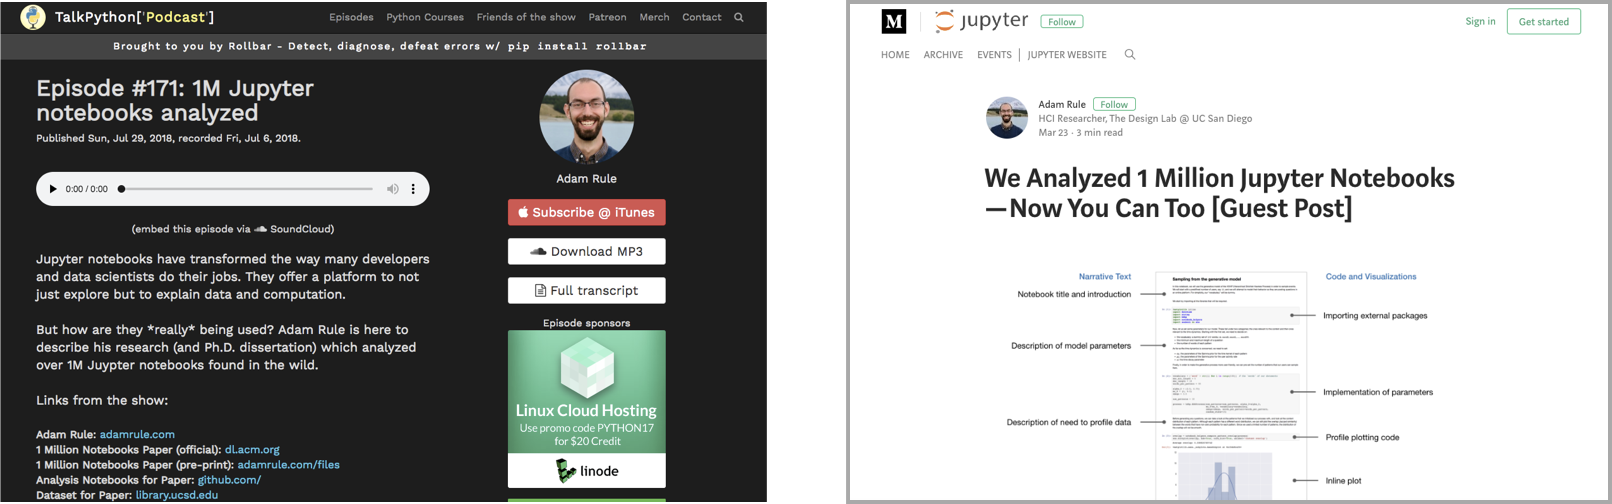 TalkPython['Podcast']
Episodes Python Courses Friends of the show Patreon Merch Contact
Brought to you by Rollbar - Detect, diagnose, defeat errors w/ pip install rollbar
Episode #171: 1M Jupyter
notebooks analyzed
Published Sun, Jul 29, 2018, recorded Fri, Jul 6, 2018.
0:00 / 0:00
(embed this episode via SoundCloud)
Jupyter notebooks have transformed the way many developers
and data scientists do their jobs. They offer a platform to not
just explore but to explain data and computation.
But how are they *really* being used? Adam Rule is here to
describe his research (and Ph.D. dissertation) which analyzed
over 1M Juypter notebooks found in the wild.
Links from the show:
Adam Rule: adamrule.com
1 Million Notebooks Paper (official): dl.acm.org
1 Million Notebooks Paper (pre-print): adamrule.com/files
Analysis Notebooks for Paper: github.com/
Dataset for Paper: library.ucsd.edu
Adam Rule
Subscribe @ iTunes
Download MP3
Full transcript
Episode sponsors
Linux Cloud Hosting
Use promo code PYTHON17
for $20 Credit
linode
M jupyter Follow
Sign in Get started
HOME ARCHIVE EVENTS JUPYTER WEBSITE
Adam Rule Follow
HCI Researcher, The Design Lab @ UC San Diego
Mar 23 · 3 min read
We Analyzed 1 Million Jupyter Notebooks
—Now You Can Too [Guest Post]
Narrative Text
Notebook title and introduction
Description of model parameters
Description of need to profile data
Sampling from the generative model
Code and Visualizations
Importing external packages
Implementation of parameters
Profile plotting code
Inline plot